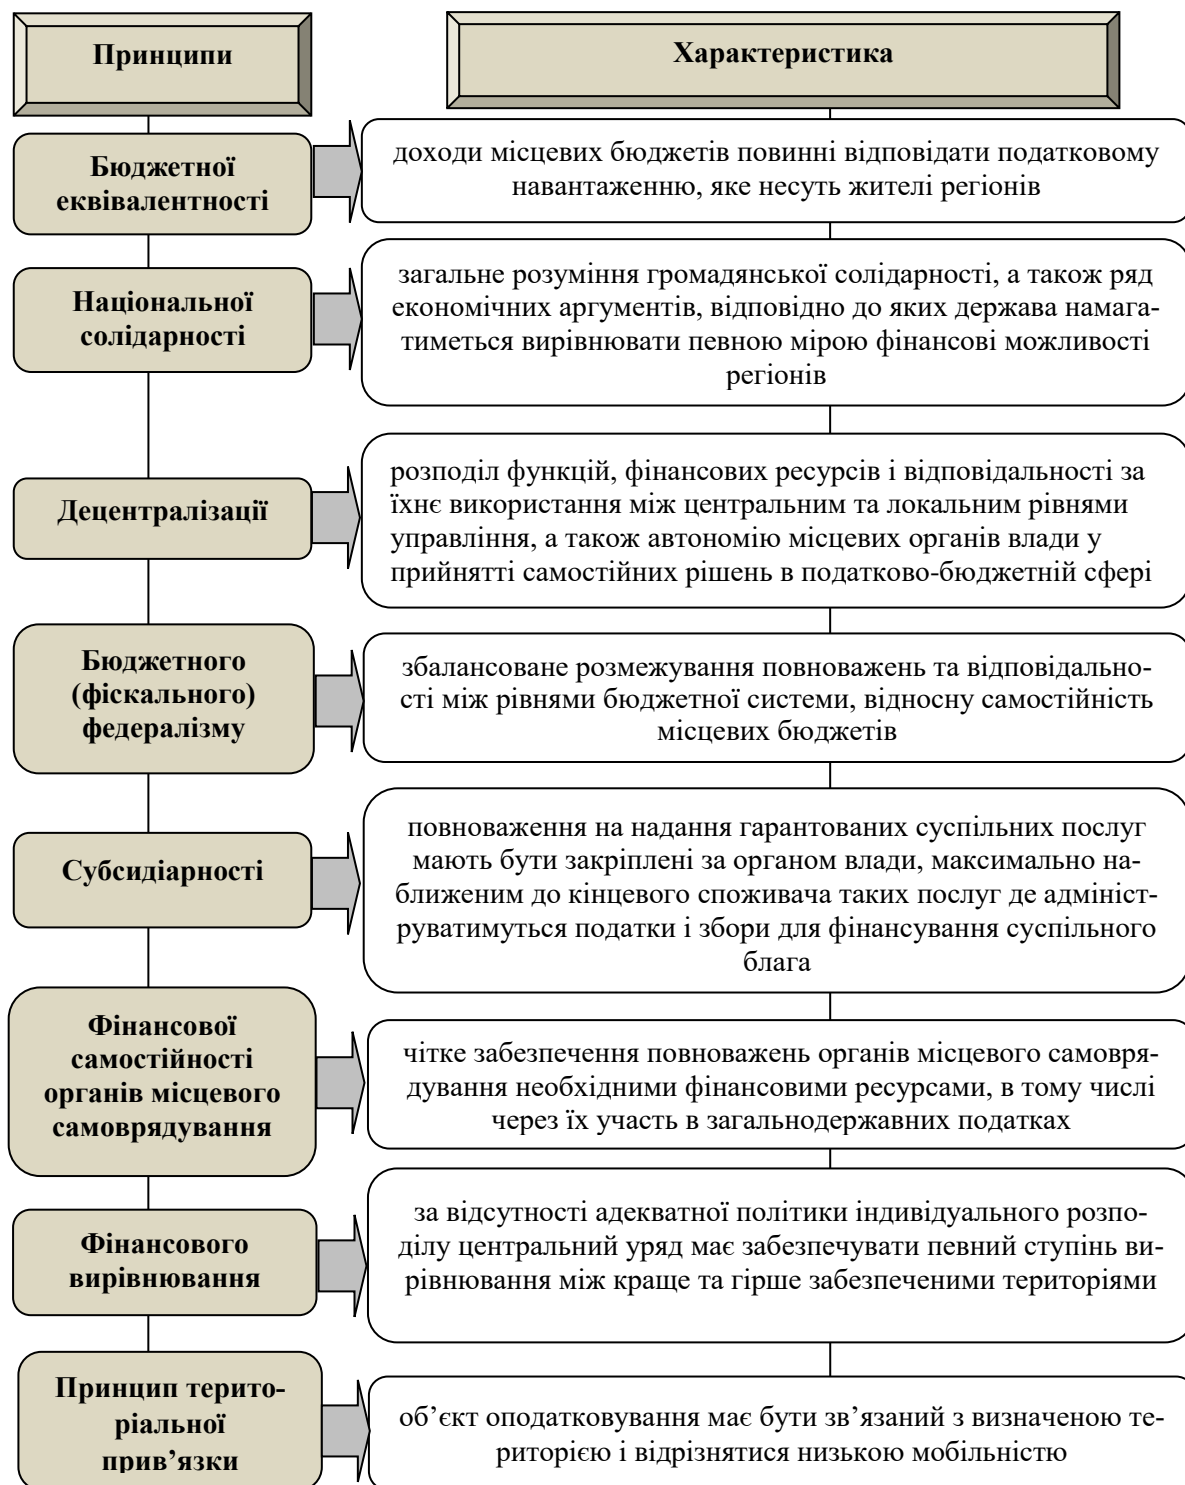 Принципи
Характеристика
Бюджетної
еквівалентності
доходи місцевих бюджетів повинні відповідати податковому
навантаженню, яке несуть жителі регіонів
Національної
солідарності
загальне розуміння громадянської солідарності, а також ряд
економічних аргументів, відповідно до яких держава намага-
тиметься вирівнювати певною мірою фінансові можливості
регіонів
Децентралізації
розподіл функцій, фінансових ресурсів і відповідальності за
їхнє використання між центральним та локальним рівнями
управління, а також автономію місцевих органів влади у
прийнятті самостійних рішень в податково-бюджетній сфері
Бюджетного
(фіскального)
федералізму
збалансоване розмежування повноважень та відповідально-
сті між рівнями бюджетної системи, відносну самостійність
місцевих бюджетів
Субсидіарності
повноваження на надання гарантованих суспільних послуг
мають бути закріплені за органом влади, максимально на-
ближеним до кінцевого споживача таких послуг де адмініст-
руватимуться податки і збори для фінансування суспільного
блага
Фінансової
самостійності
органів місцевого
самоврядування
чітке забезпечення повноважень органів місцевого самовря-
дування необхідними фінансовими ресурсами, в тому числі
через їх участь в загальнодержавних податках
Фінансового
вирівнювання
за відсутності адекватної політики індивідуального розпо-
ділу центральний уряд має забезпечувати певний ступінь ви-
рівнювання між краще та гірше забезпеченими територіями
Принцип терито-
ріальної
прив’язки
об’єкт оподатковування має бути зв’язаний з визначеною те-
риторією і відрізнятися низькою мобільністю